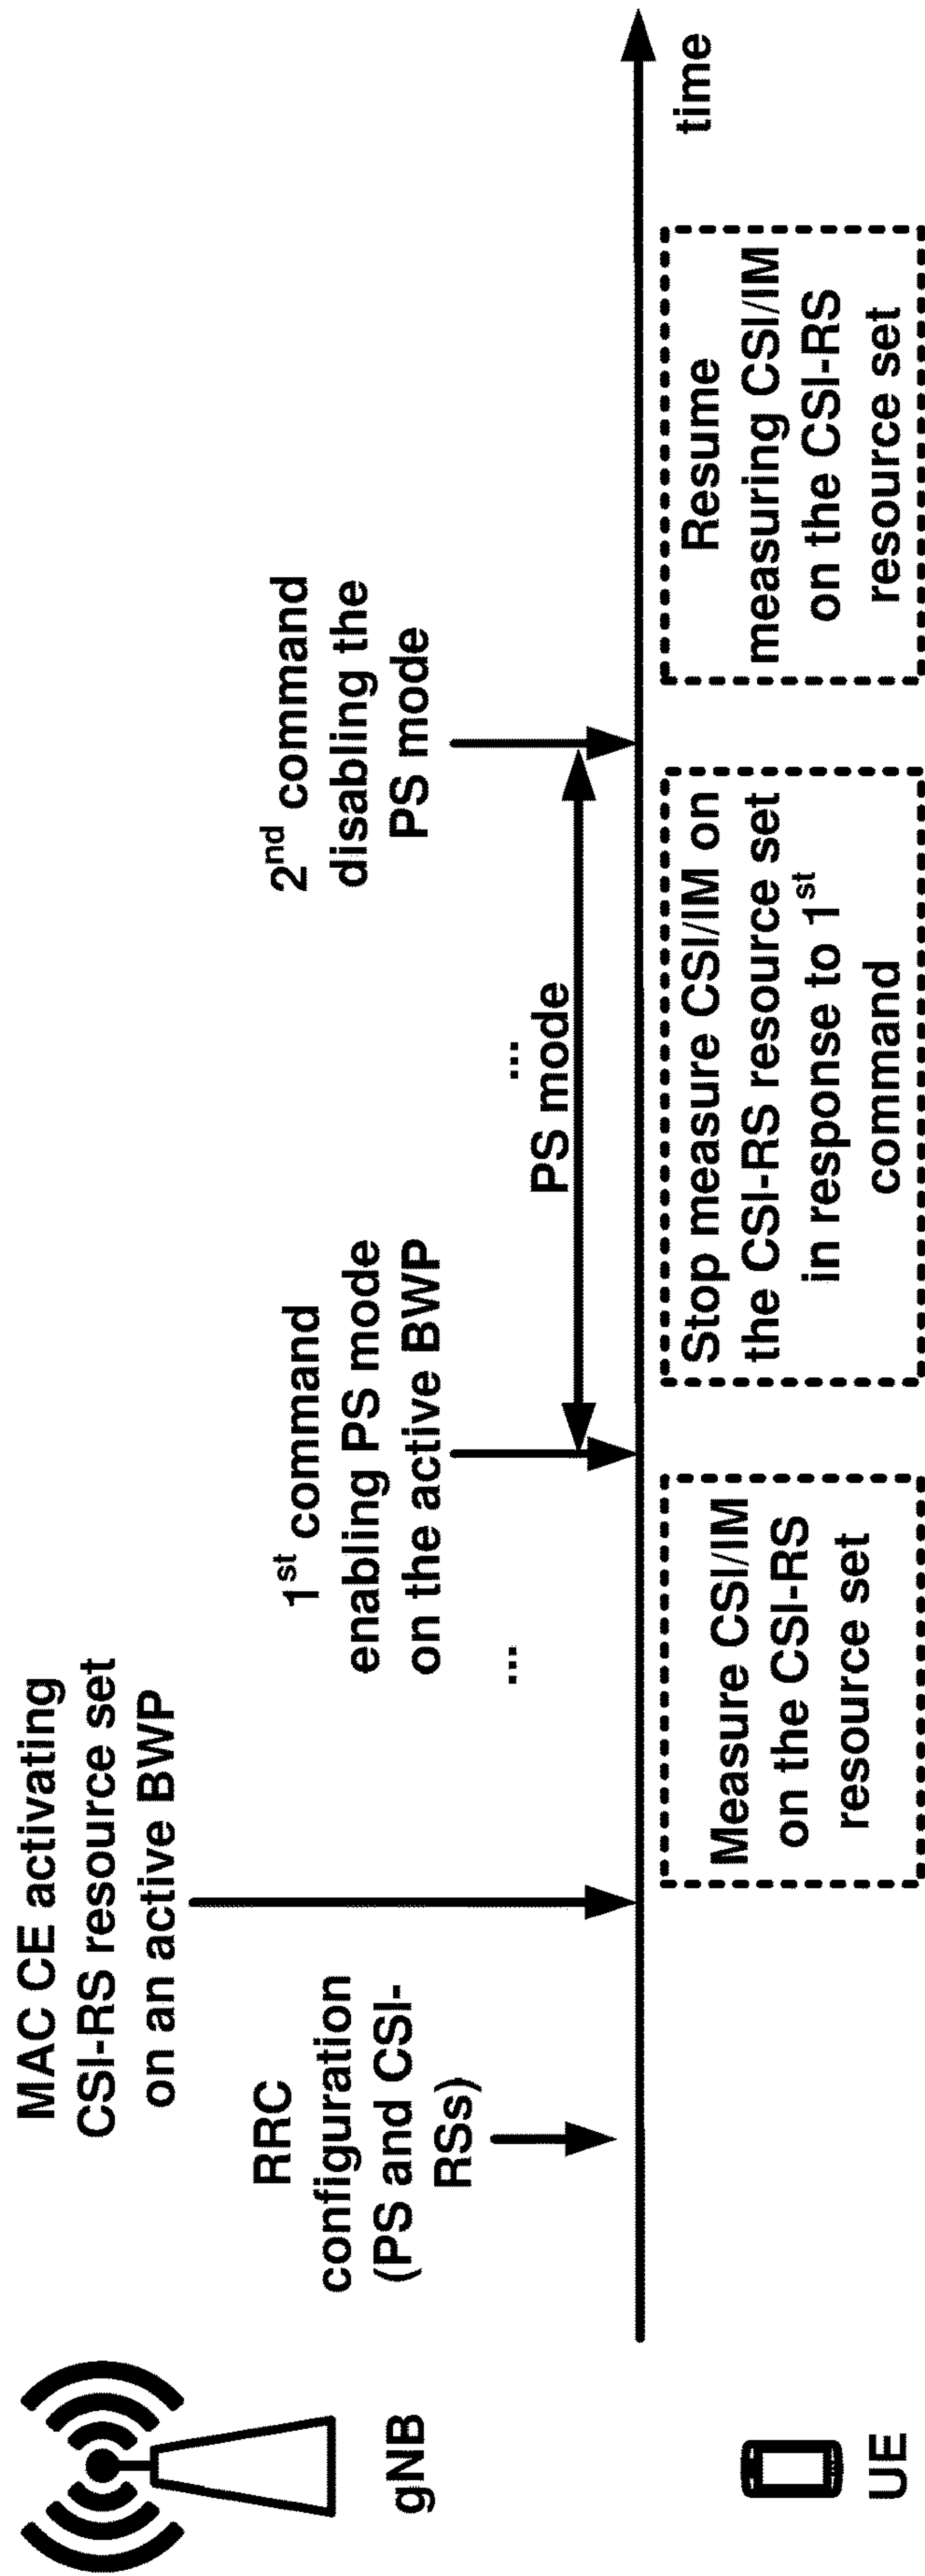 MAC CE activating
CSI-RS resource set
on an active BWP
RRC
configuration
(PS and CSI-
RSs)
1st command
enabling PS mode
on the active BWP
...
2nd command
disabling the
PS mode
...
PS mode
gNB
time
Measure CSI/IM
on the CSI-RS
resource set
Stop measure CSI/IM on
the CSI-RS resource set
in response to 1st
command
Resume
measuring CSI/IM
on the CSI-RS
resource set
UE